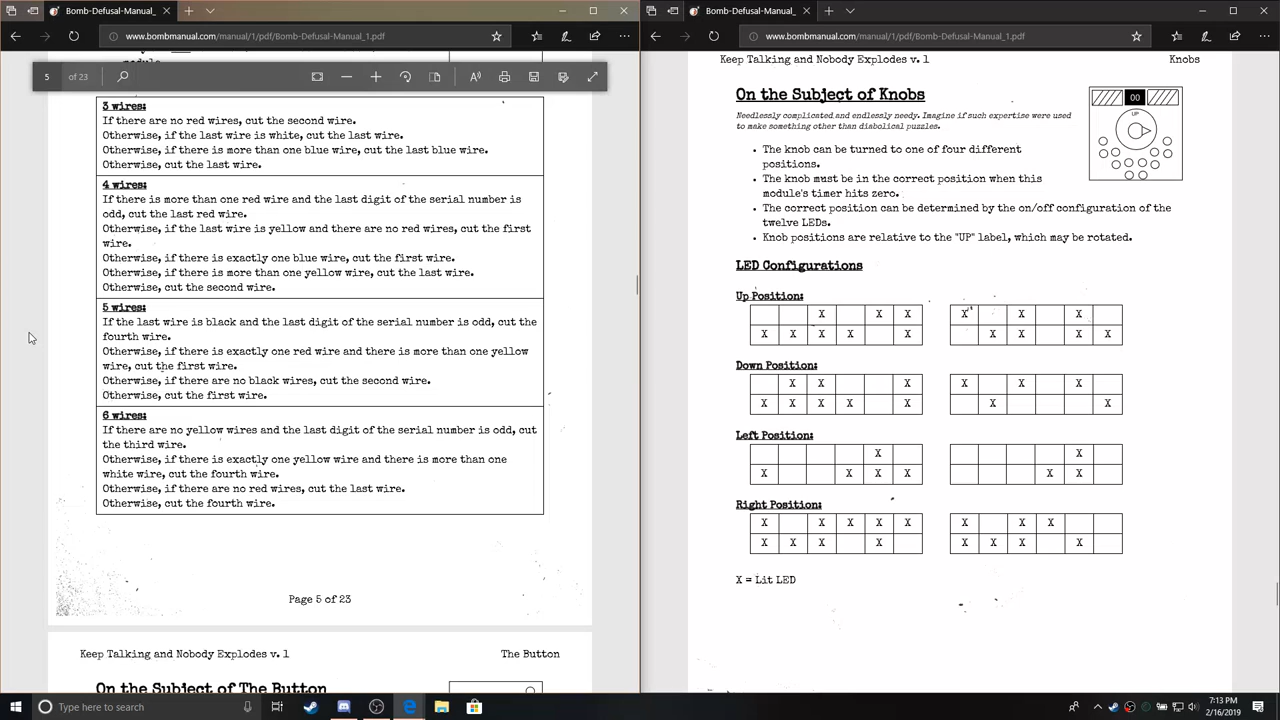 Bomb-Defusal-Manual_1.p
www.bombmanual.com/manual/1/pdf/Bomb-Defusal-Manual_1.pdf
5 of 23
module.
3 wires:
If there are no red wires, cut the second wire.
Otherwise, if the last wire is white, cut the last wire.
Otherwise, if there is more than one blue wire, cut the last blue wire.
Otherwise, cut the last wire.
4 wires:
If there is more than one red wire and the last digit of the serial number is
odd, cut the last red wire.
Otherwise, if the last wire is yellow and there are no red wires, cut the first
wire.
Otherwise, if there is exactly one blue wire, cut the first wire.
Otherwise, if there is more than one yellow wire, cut the last wire.
Otherwise, cut the second wire.
5 wires:
If the last wire is black and the last digit of the serial number is odd, cut the
fourth wire.
Otherwise, if there is exactly one red wire and there is more than one yellow
wire, cut the first wire.
Otherwise, if there are no black wires, cut the second wire.
Otherwise, cut the first wire.
6 wires:
If there are no yellow wires and the last digit of the serial number is odd, cut
the third wire.
Otherwise, if there is exactly one yellow wire and there is more than one
white wire, cut the fourth wire.
Otherwise, if there are no red wires, cut the last wire.
Otherwise, cut the fourth wire.
Page 5 of 23
Keep Talking and Nobody Explodes v. 1 The Button
On the Subject of The Button
Bomb-Defusal-Manual_1.p
www.bombmanual.com/manual/1/pdf/Bomb-Defusal-Manual_1.pdf
Keep Talking and Nobody Explodes v. 1 Knobs
On the Subject of Knobs
00
UP
Needlessly complicated and endlessly needy. Imagine if such expertise were used
to make something other than diabolical puzzles.
• The knob can be turned to one of four different
positions.
• The knob must be in the correct position when this
module's timer hits zero.
• The correct position can be determined by the on/off configuration of the
twelve LEDs.
• Knob positions are relative to the "UP" label, which may be rotated.
LED Configurations
Up Position:
X X X X X X
X X X X X X X X X
Down Position:
X X X X X X
X X X X X X X
Left Position:
X X
X X X X X X
Right Position:
X X X X X X X X
X X X X X X X X
X = Lit LED
Type here to search
7:13 PM
2/16/2019